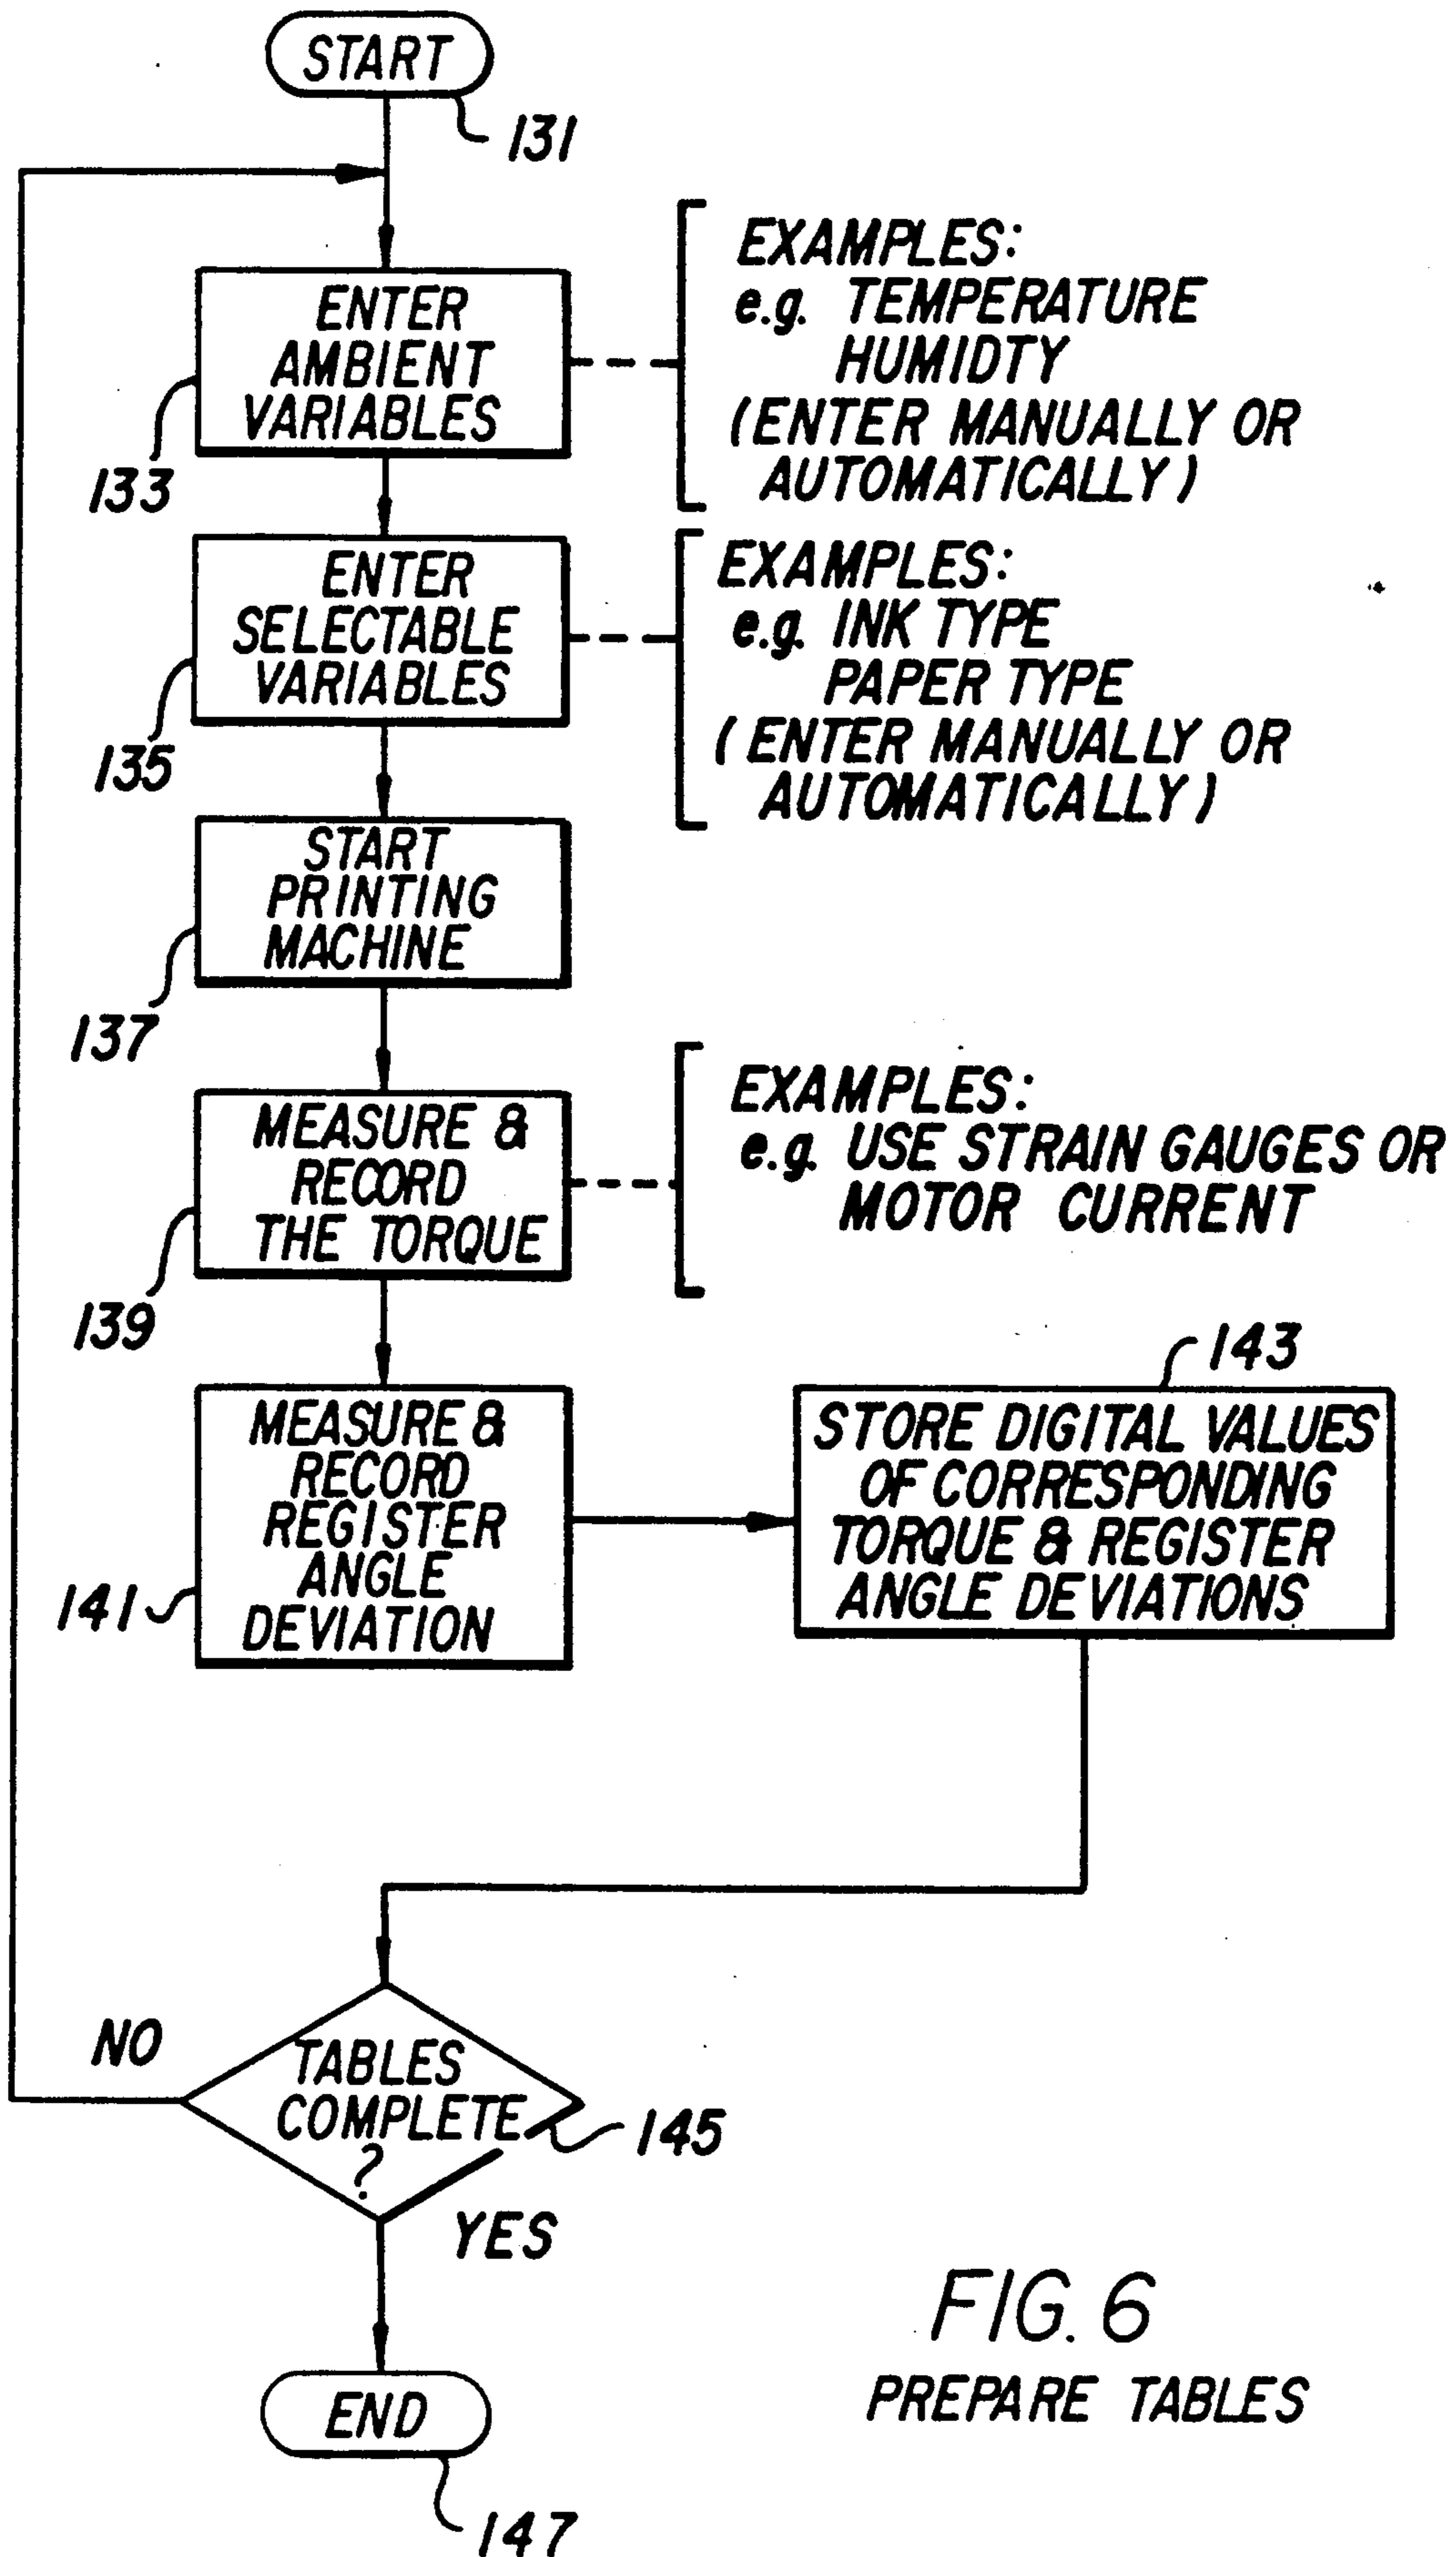 START
131
ENTER
AMBIENT
VARIABLES
133
EXAMPLES:
e.g. TEMPERATURE
HUMIDTY
(ENTER MANUALLY OR
AUTOMATICALLY)
ENTER
SELECTABLE
VARIABLES
135
EXAMPLES:
e.g. INK TYPE
PAPER TYPE
(ENTER MANUALLY OR
AUTOMATICALLY)
START
PRINTING
MACHINE
137
MEASURE &
RECORD
THE TORQUE
139
EXAMPLES:
e.g. USE STRAIN GAUGES OR
MOTOR CURRENT
MEASURE &
RECORD
REGISTER
ANGLE
DEVIATION
141
143
STORE DIGITAL VALUES
OF CORRESPONDING
TORQUE & REGISTER
ANGLE DEVIATIONS
NO
TABLES
COMPLETE
?
145
YES
END
147
FIG. 6
PREPARE TABLES